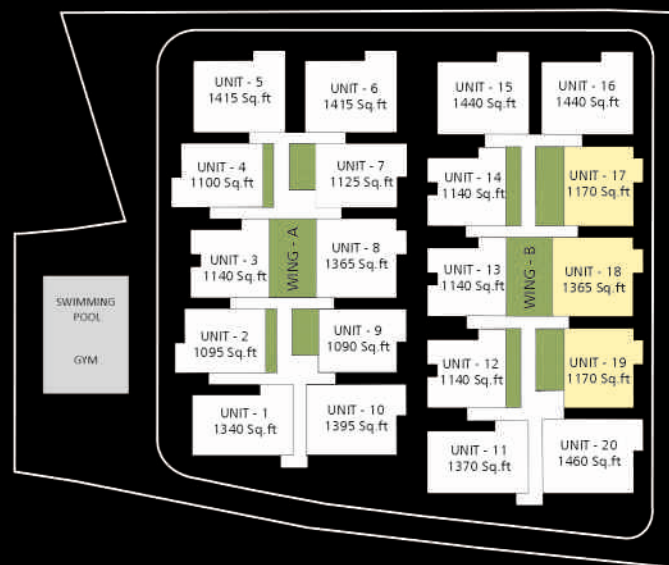 UNIT - 5
1415 Sq.ft
UNIT - 6
1415 Sq.ft
UNIT - 15
1440 Sq.ft
UNIT - 16
1440 Sq.ft
UNIT - 4
1100 Sq.ft
UNIT - 7
1125 Sq.ft
UNIT - 14
1140 Sq.ft
UNIT - 17
1170 Sq.ft
UNIT - 3
1140 Sq.ft
WING - A
UNIT - 8
1365 Sq.ft
UNIT - 13
1140 Sq.ft
WING - B
UNIT - 18
1365 Sq.ft
SWIMMING
POOL
GYM
UNIT - 2
1095 Sq.ft
UNIT - 9
1090 Sq.ft
UNIT - 12
1140 Sq.ft
UNIT - 19
1170 Sq.ft
UNIT - 1
1340 Sq.ft
UNIT - 10
1395 Sq.ft
UNIT - 11
1370 Sq.ft
UNIT - 20
1460 Sq.ft